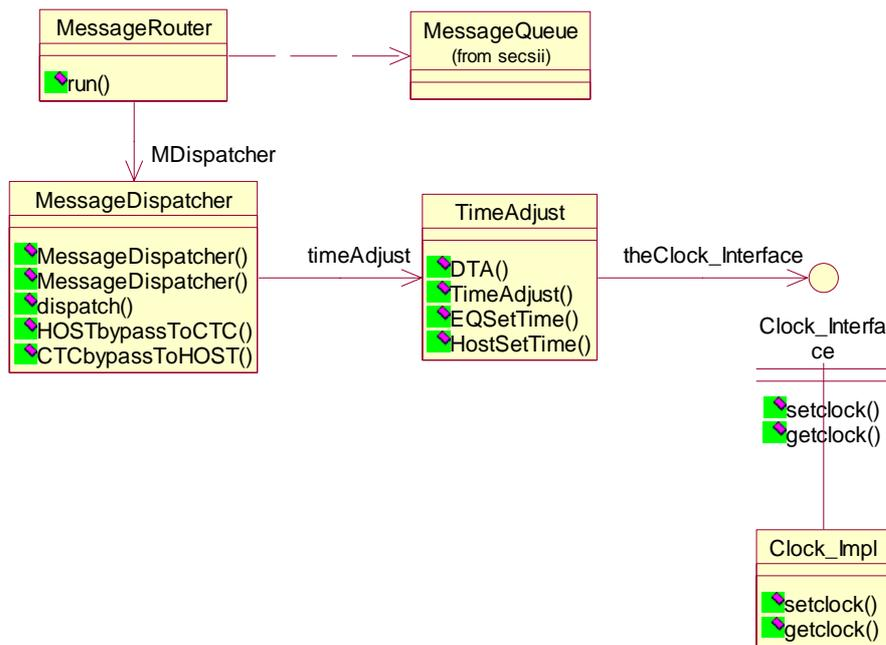 MessageRouter
run()
MessageQueue
(from secsii)
MDispatcher
MessageDispatcher
MessageDispatcher()
MessageDispatcher()
dispatch()
HOSTbypassToCTC()
CTCbypassToHOST()
timeAdjust
TimeAdjust
DTA()
TimeAdjust()
EQSetTime()
HostSetTime()
theClock_Interface
Clock_Interfa
ce
setclock()
getclock()
Clock_Impl
setclock()
getclock()